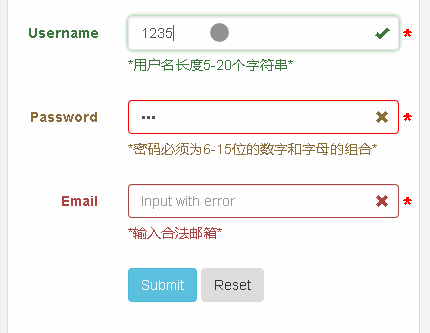 Username 1235 *
*用户名长度5-20个字符串*
Password ••• *
*密码必须为6-15位的数字和字母的组合*
Email Input with error *
*输入合法邮箱*
Submit Reset